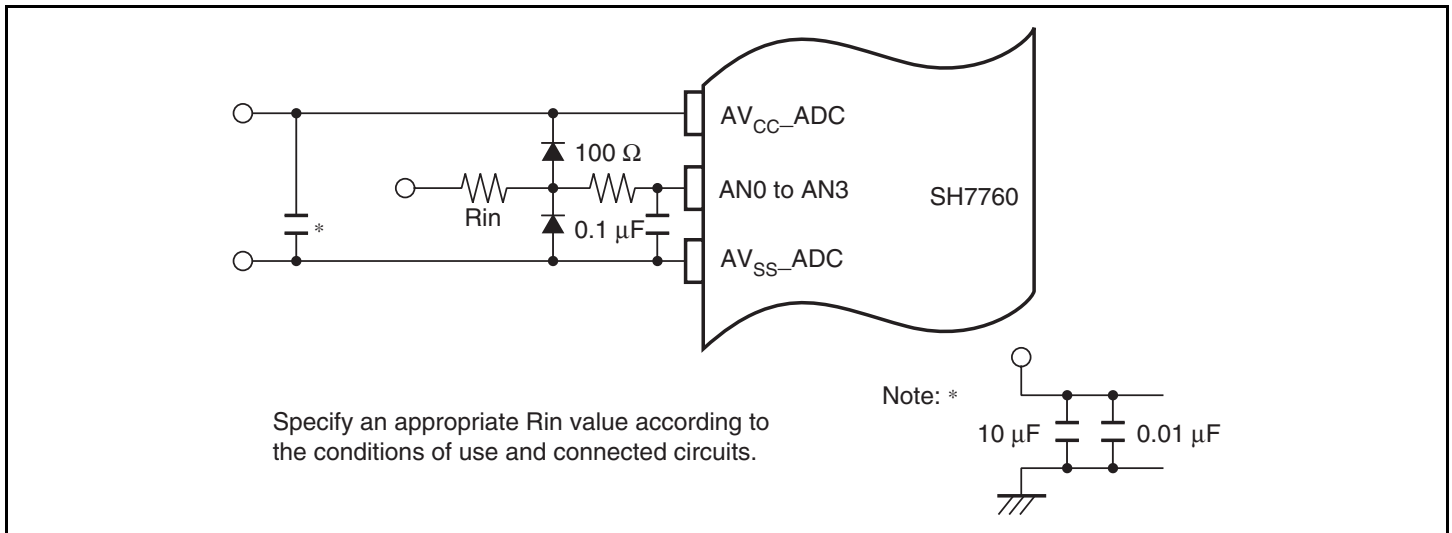 AVCC_ADC
100 Ω
AN0 to AN3
SH7760
Rin
*
0.1 μF
AVSS_ADC
Note: *
10 μF
0.01 μF
Specify an appropriate Rin value according to
the conditions of use and connected circuits.